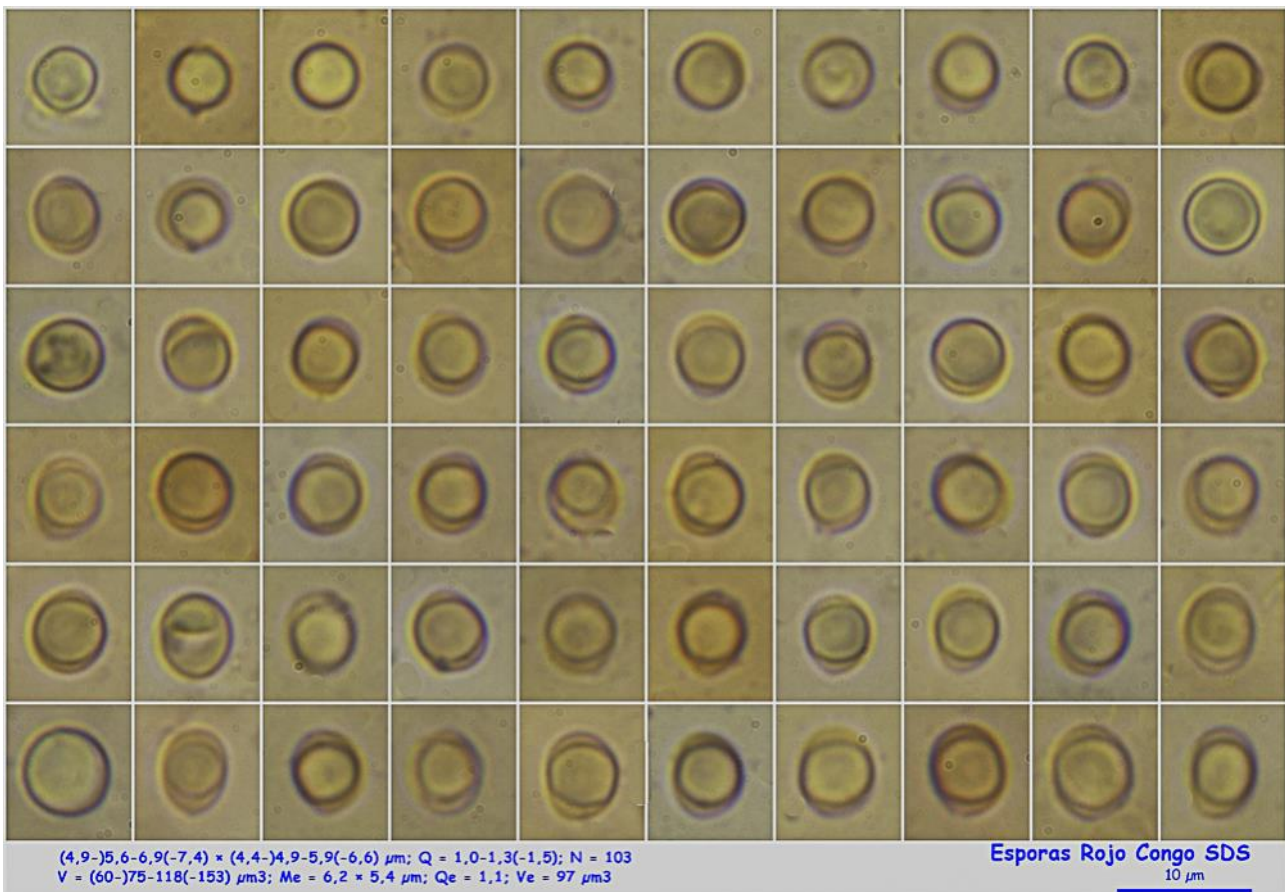 (4,9-)5,6-6,9(-7,4) × (4,4-)4,9-5,9(-6,6) µm; Q = 1,0-1,3(-1,5); N = 103
V = (60-)75-118(-153) µm3; Me = 6,2 × 5,4 µm; Qe = 1,1; Ve = 97 µm3
Esporas Rojo Congo SDS
10 µm